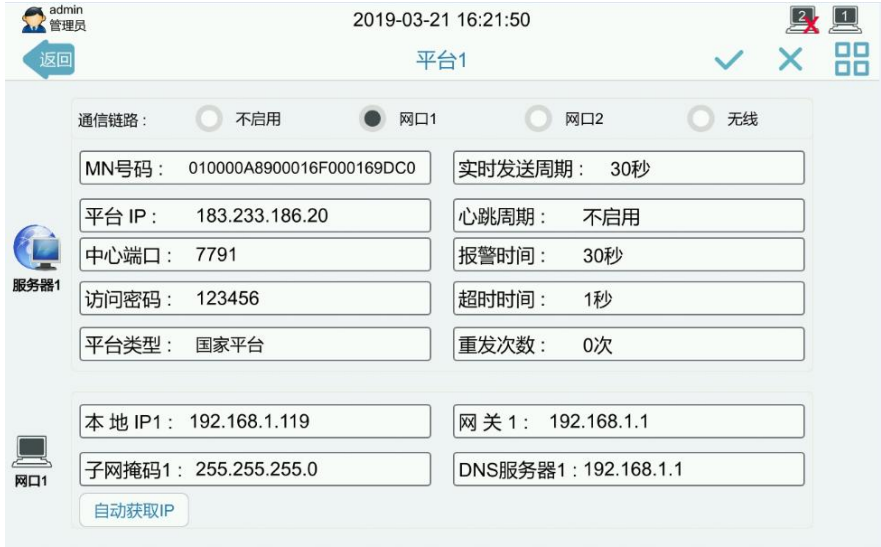 admin
管理员
2019-03-21 16:21:50
2
1
返回
平台1
通信链路： 不启用 网口1 网口2 无线
MN号码： 010000A8900016F000169DC0 实时发送周期： 30秒
平台 IP： 183.233.186.20 心跳周期： 不启用
中心端口： 7791 报警时间： 30秒
服务器1
访问密码： 123456 超时时间： 1秒
平台类型： 国家平台 重发次数： 0次
本 地 IP1： 192.168.1.119 网 关 1： 192.168.1.1
子网掩码1： 255.255.255.0 DNS服务器1：192.168.1.1
网口1
自动获取IP